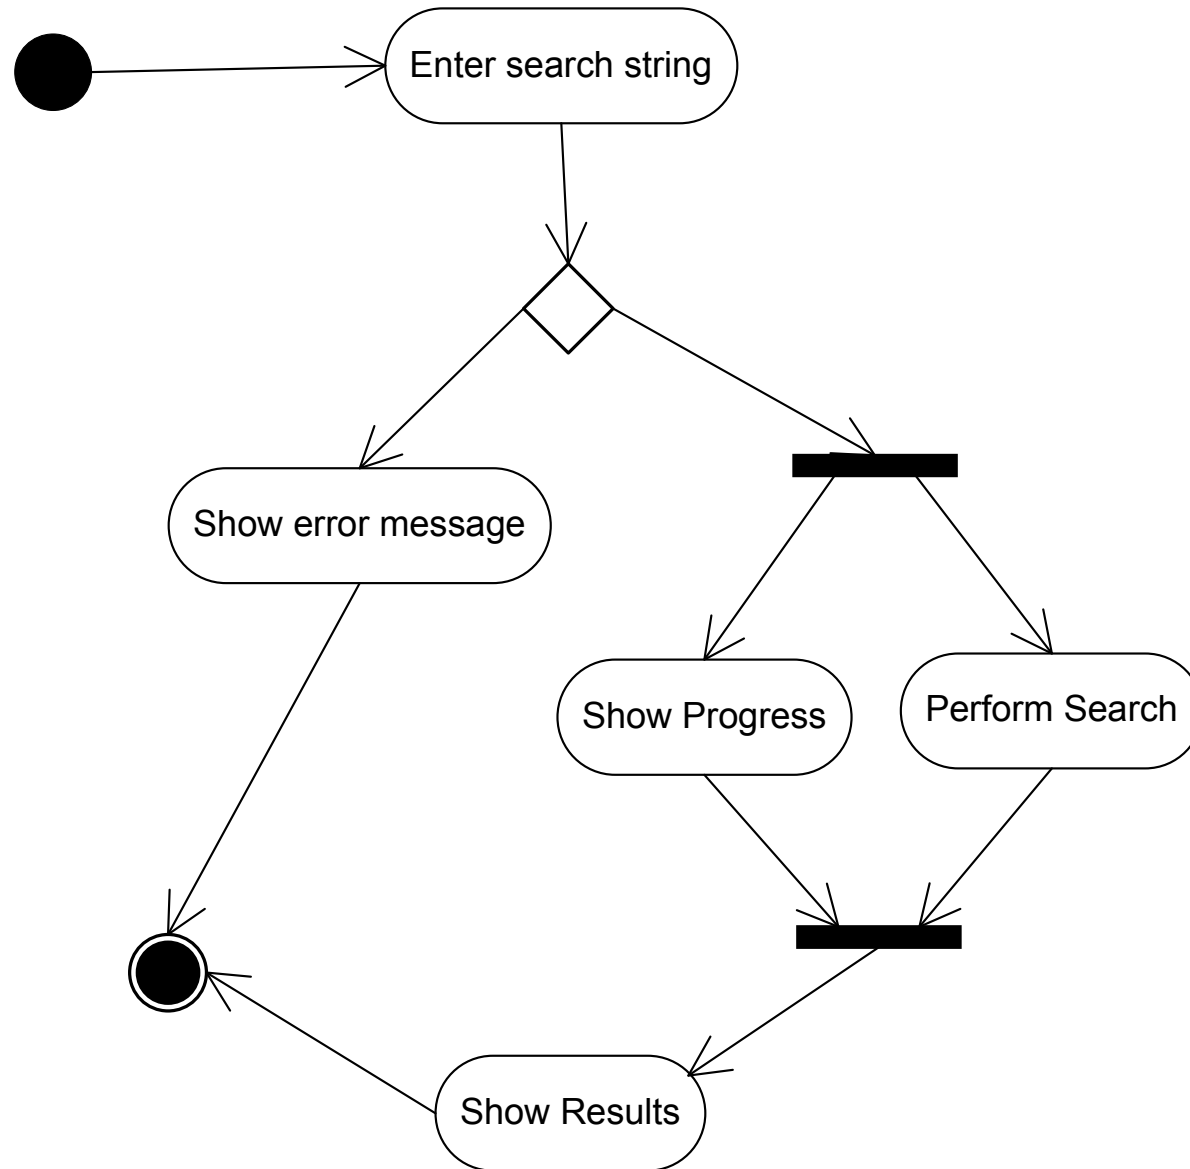 Enter search string
Show error message
Show Progress
Perform Search
Show Results